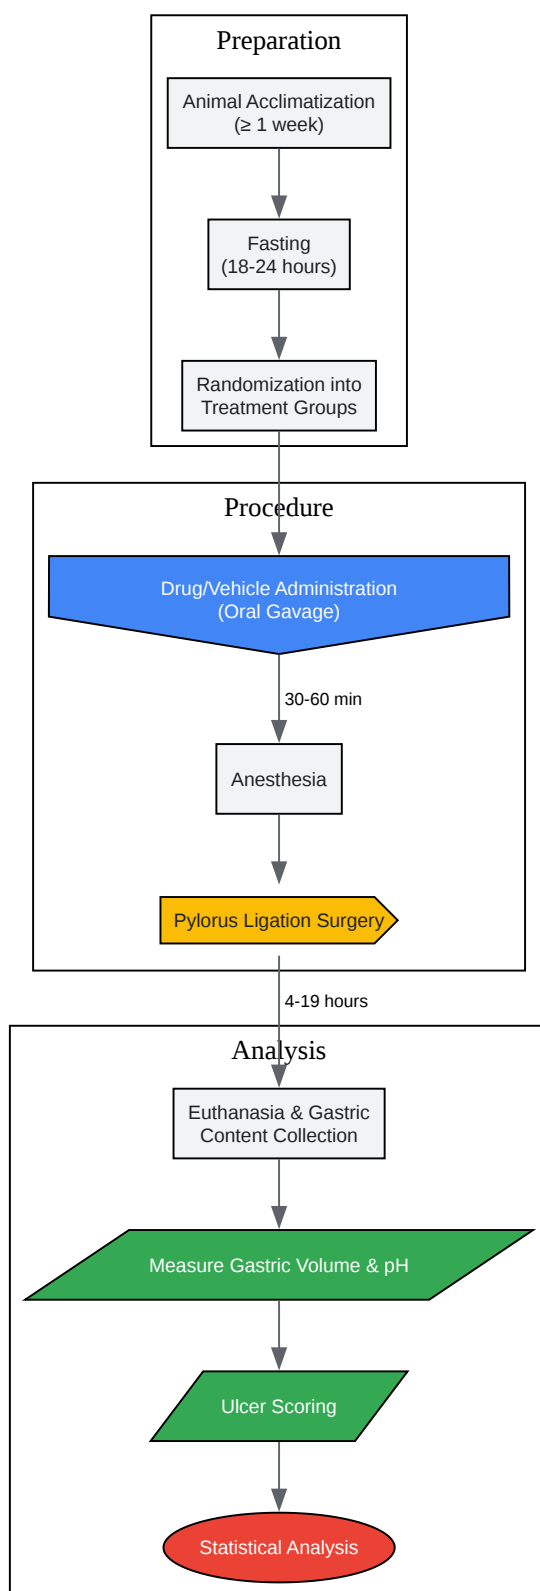 Preparation
Animal Acclimatization
(≥ 1 week)
Fasting
(18-24 hours)
Randomization into
Treatment Groups
Procedure
Drug/Vehicle Administration
(Oral Gavage)
30-60 min
Anesthesia
Pylorus Ligation Surgery
4-19 hours
Analysis
Euthanasia & Gastric
Content Collection
Measure Gastric Volume & pH
Ulcer Scoring
Statistical Analysis